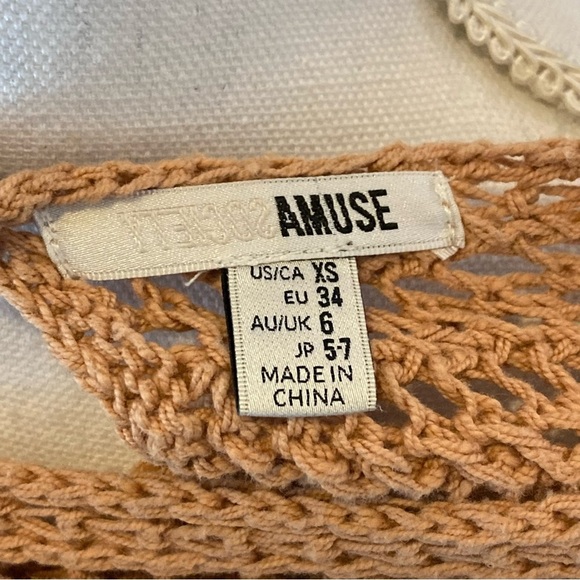 AMUSE
US/CA XS
EU 34
AU/UK 6
JP 5-7
MADE IN
CHINA